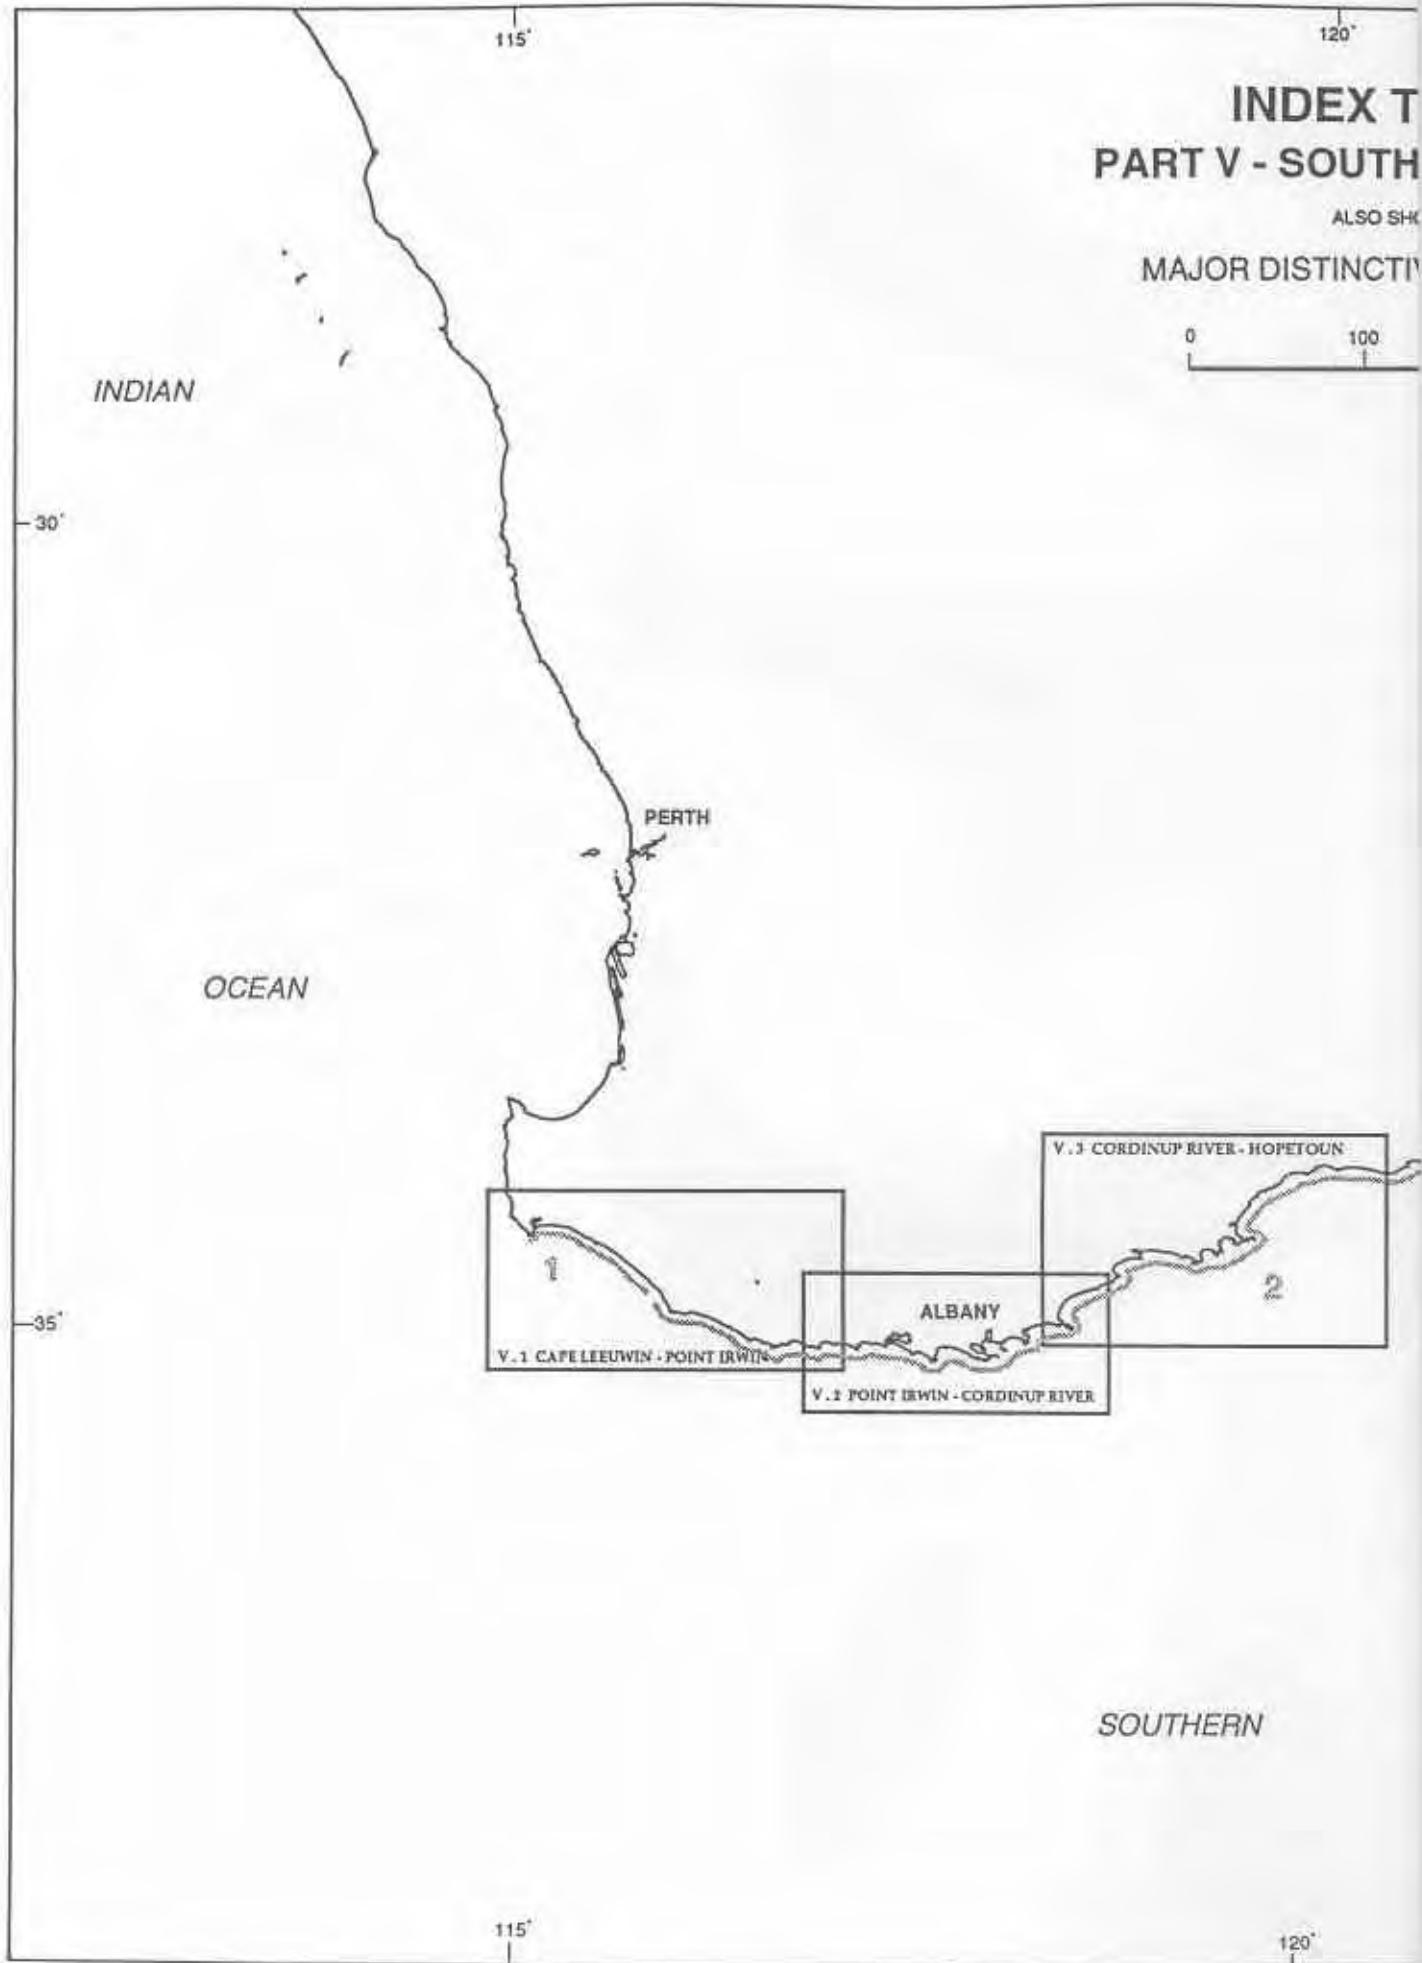 115°
120°
INDEX T
PART V - SOUTH
ALSO SHO
MAJOR DISTINCTI
0 100
INDIAN
30°
PERTH
OCEAN
V.3 CORDINUP RIVER - HOPETOUN
1
2
ALBANY
35°
V.1 CAPE LEEUWIN - POINT IRWIN
V.2 POINT IRWIN - CORDINUP RIVER
SOUTHERN
115°
120°